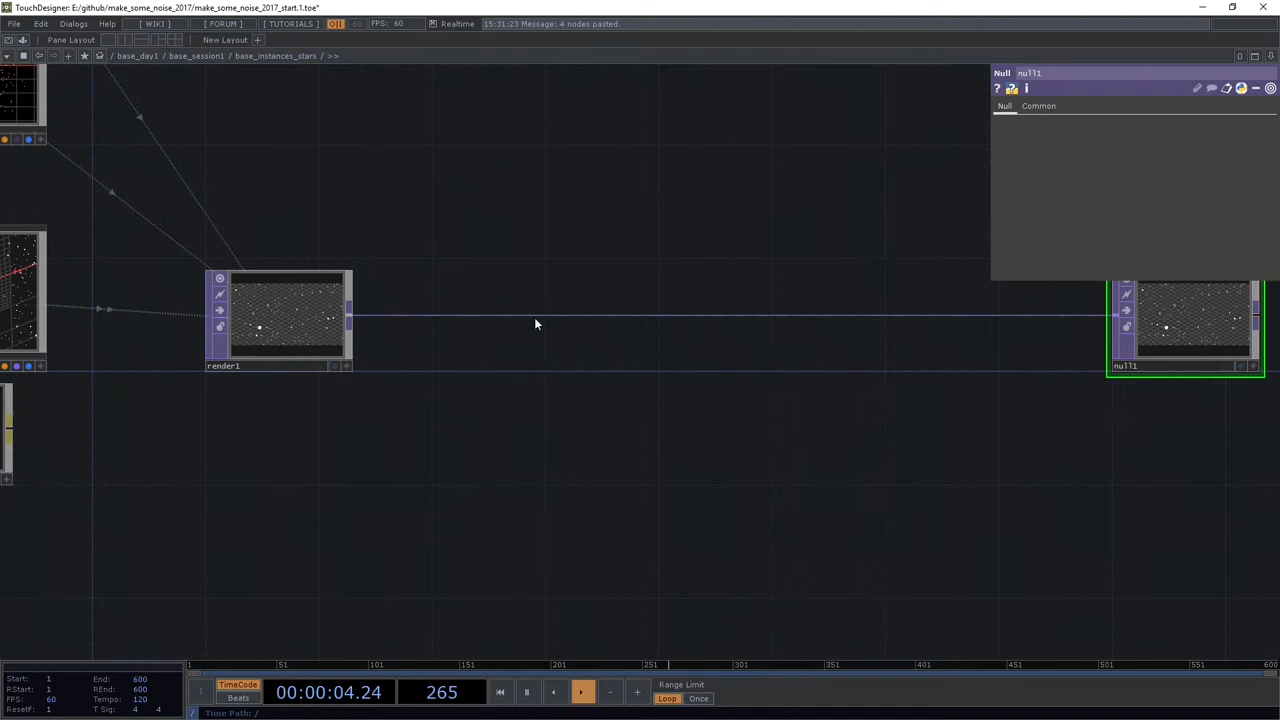 TouchDesigner: E:/github/make_some_noise_2017/make_some_noise_2017_start.1.toe*
File Edit Dialogs Help [ WIKI ] [ FORUM ] [ TUTORIALS ] O|I 60 FPS: 60 Realtime 15:31:23 Message: 4 nodes pasted.
Pane Layout New Layout +
/ base_day1 / base_session1 / base_instances_stars / >> 0
Null null1
? ? i
Null Common
render1
null1
1 51 101 151 201 251 301 351 401 451 501 551 600
Start: 1 End: 600
RStart: 1 REnd: 600
FPS: 60 Tempo: 120
ResetF: 1 T Sig: 4 4
TimeCode
Beats
00:00:04.24 265
Range Limit
Loop Once
/ Time Path: /